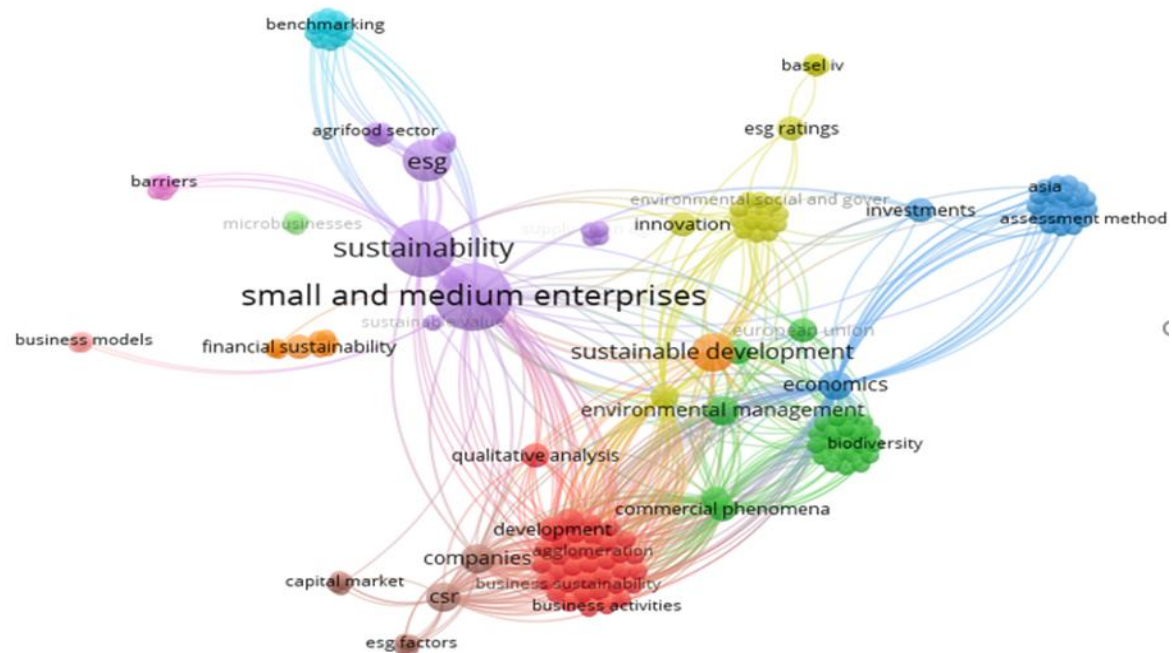 benchmarking
basel iv
agrifood sector
esg ratings
esg
barriers
asia
environmental social and gover
investments
assessment method
microbusinesses
innovation
sustainability
small and medium enterprises
sustainable value
european union
business models
financial sustainability
sustainable development
economics
environmental management
biodiversity
qualitative analysis
commercial phenomena
development
agglomeration
companies
capital market
business sustainability
csr
business activities
esg factors